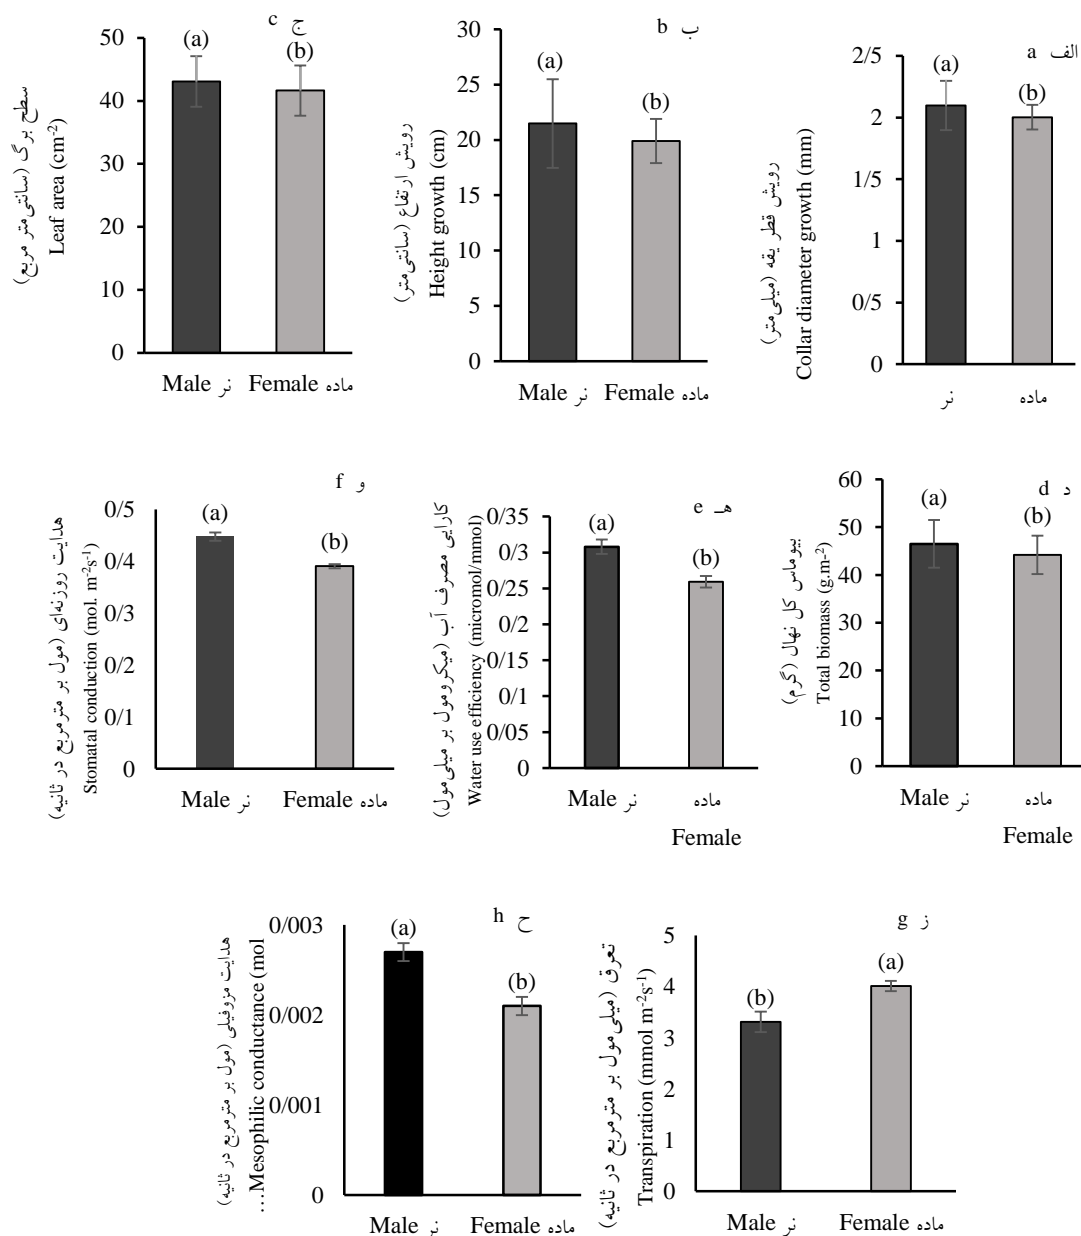 الف a
2/5
2
1/5
1
0/5
0
(a)
(b)
رویش قطر یقه (میلی‌متر)
Collar diameter growth (mm)
نر
ماده
ب b
30
25
20
15
10
5
0
(a)
(b)
رویش ارتفاع (سانتی‌متر)
Height growth (cm)
Male نر
Female ماده
ج c
50
40
30
20
10
0
(a)
(b)
سطح برگ (سانتی‌متر مربع)
Leaf area (cm-2)
Male نر
Female ماده
د d
60
50
40
30
20
10
0
(a)
(b)
بیوماس کل نهال (گرم)
Total biomass (g.m-2)
Male نر
ماده
Female
هـ e
0/35
0/3
0/25
0/2
0/15
0/1
0/05
0
(a)
(b)
کارایی مصرف آب (میکرومول بر میلی‌مول)
Water use efficiency (micromol/mmol)
Male نر
ماده
Female
و f
0/5
0/4
0/3
0/2
0/1
0
(a)
(b)
هدایت روزنه‌ای (مول بر مترمربع در ثانیه)
Stomatal conduction (mol. m-2s-1)
Male نر
Female ماده
ز g
5
4
3
2
1
0
(b)
(a)
تعرق (میلی‌مول بر مترمربع در ثانیه)
Transpiration (mmol m-2s-1)
Male نر
Female ماده
ح h
0/003
0/002
0/001
0
(a)
(b)
هدایت مزوفیلی (مول بر مترمربع در ثانیه)
…Mesophilic conductance (mol
Male نر
Female ماده